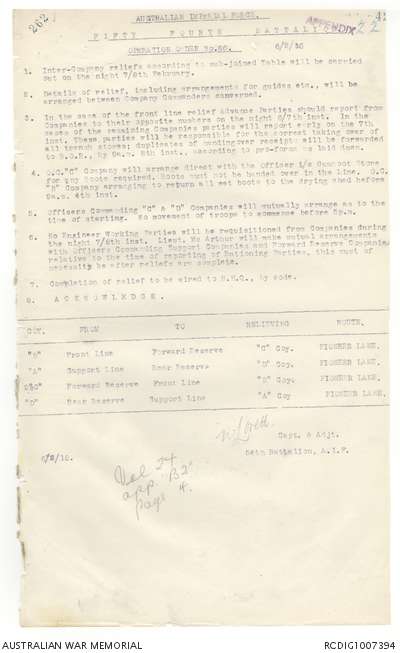 262
AUSTRALIAN IMPERIAL FORCE.
APPENDIX 22
FIFTY FOURTH BATTALION
OPERATION ORDER No.
6/2/18
1. Inter-Company reliefs according to sub-joined Table will be carried
out on the night 7/8th February.
2. Details of relief, including arrangements for guides etc., will be
arranged between Company Commanders concerned.
3. In the case of the front line relief Advance Parties should report from
Companies to their opposite numbers on the night 6/7th inst. In the
cases of the remaining Companies parties will report early on the 7th
inst. These parties will be responsible for the correct taking over of
all trench stores; duplicates of handingover receipts will be forwarded
to B.O.R., by 9a.m. 8th inst., according to pro-forma as laid down.
4. O.C."C" Company will arrange direct with the Officer i/c Gumboot Store
for any Boots required. Boots must not be handed over in the line. O.C.
"B" Company arranging to return all wet boots to the drying shed before
9a.m. 8th inst.
5. Officers Commanding "C" & "D" Companies will mutually arrange as to the
time of starting. No movement of troops to commence before 5p.m.
6. No Engineer Working Parties will be requisitioned from Companies during
the night 7/8th inst. Lieut. Mc Arthur will make mutual arrangements
with Officers Commanding Support Companies and Forward Reserve Companies
relative to the time of reporting of Rationing Parties, this must of
necessity be after reliefs are complete.
7. Completion of relief to be wired to B.H.Q., by code.
8. ACKNOWLEDGE.
COY. FROM TO RELIEVING ROUTE.
"B" Front Line Forward Reserve "C" Coy. PIONEER LANE.
"A" Support Line Rear Reserve "D" Coy. PIONEER LANE.
"C" Forward Reserve Front Line "B" Coy. PIONEER LANE.
"D" Rear Reserve Support Line "A" Coy PIONEER LANE.
Capt. & Adjt.
54th Battalion, A.I.F.
6/2/18.
Vol 24
app. "B2"
page 4.
AUSTRALIAN WAR MEMORIAL
RCDIG1007394